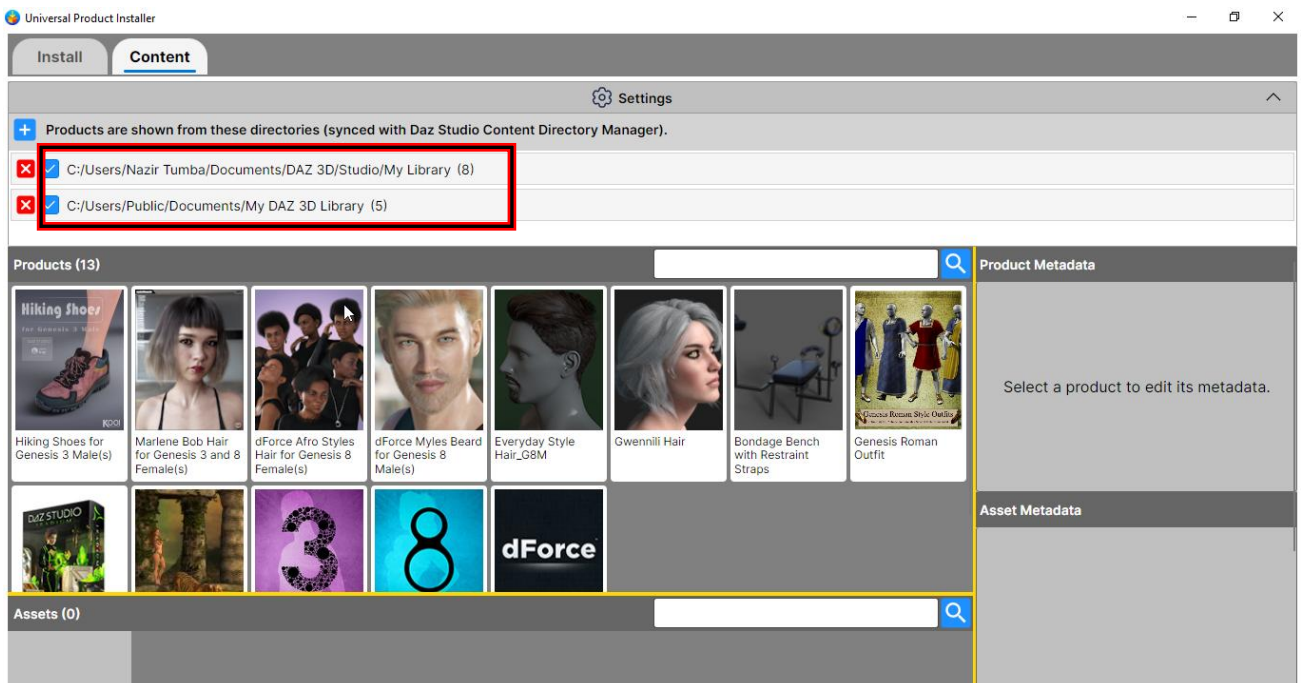 Universal Product Installer
Install
Content
Settings
Products are shown from these directories (synced with Daz Studio Content Directory Manager).
C:/Users/Nazir Tumba/Documents/DAZ 3D/Studio/My Library (8)
C:/Users/Public/Documents/My DAZ 3D Library (5)
Products (13)
Product Metadata
Hiking Shoes
for Genesis 3 Male
KOOI
Genesis Roman Style Outfits
Hiking Shoes for
Genesis 3 Male(s)
Marlene Bob Hair
for Genesis 3 and 8
Female(s)
dForce Afro Styles
Hair for Genesis 8
Female(s)
dForce Myles Beard
for Genesis 8
Male(s)
Everyday Style
Hair_G8M
Gwennili Hair
Bondage Bench
with Restraint
Straps
Genesis Roman
Outfit
Select a product to edit its metadata.
DAZ STUDIO
3
8
dForce
Asset Metadata
Assets (0)